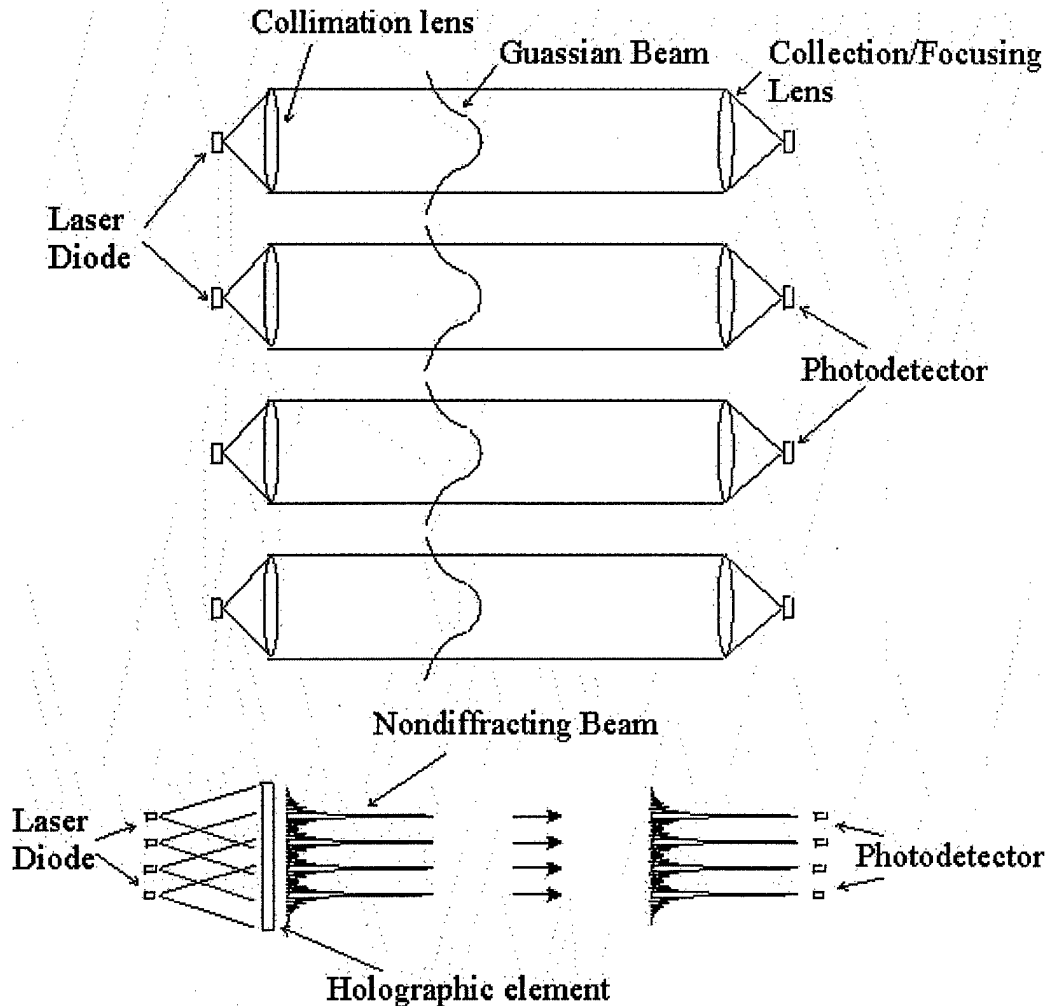 Collimation lens
Guassian Beam
Collection/Focusing
Lens
Laser
Diode
Photodetector
Nondiffracting Beam
Laser
Diode
Photodetector
Holographic element